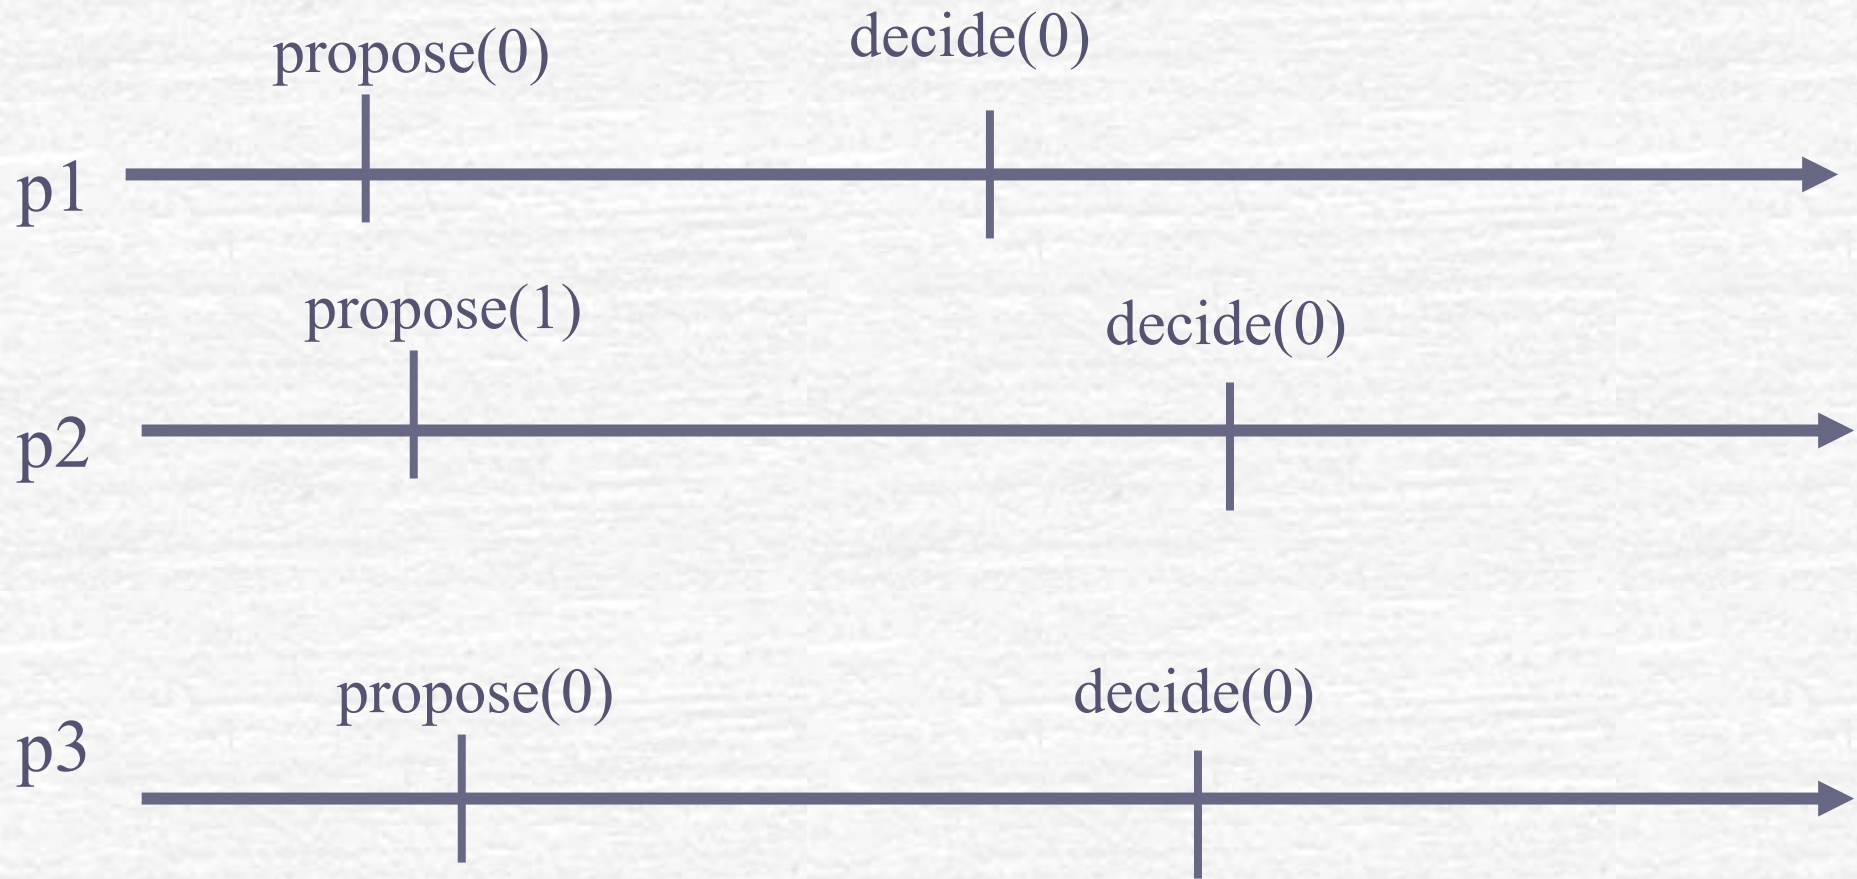 propose(0)
decide(0)
p1
propose(1)
decide(0)
p2
propose(0)
decide(0)
p3